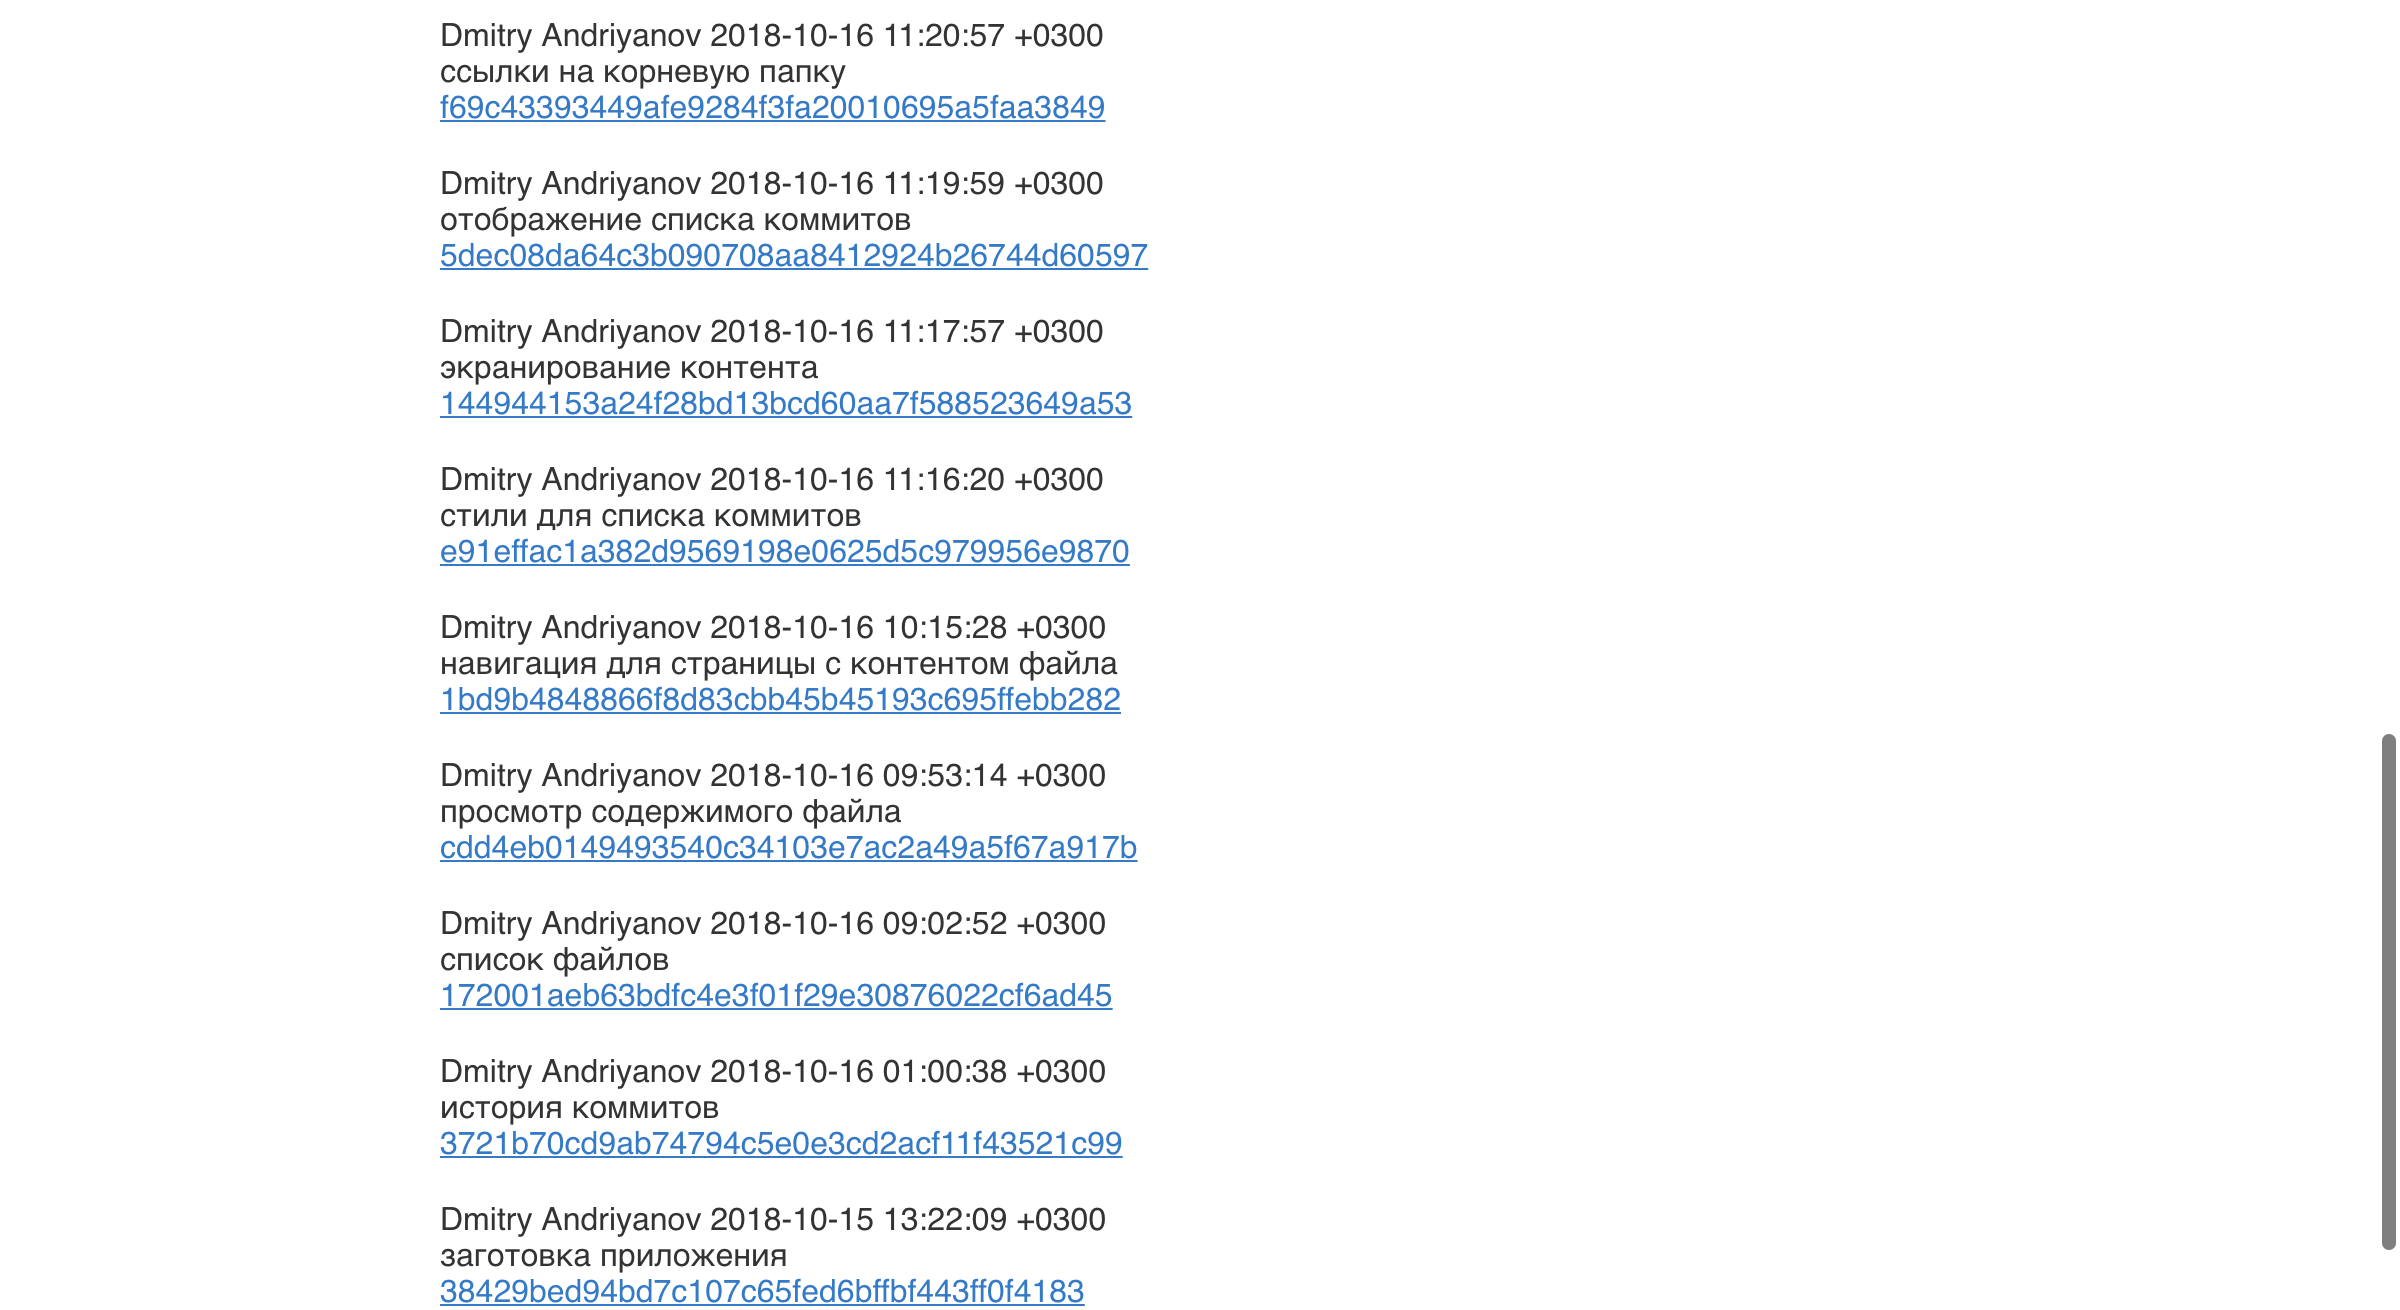 Dmitry Andriyanov 2018-10-16 11:20:57 +0300
ссылки на корневую папку
f69c43393449afe9284f3fa20010695a5faa3849
Dmitry Andriyanov 2018-10-16 11:19:59 +0300
отображение списка коммитов
5dec08da64c3b090708aa8412924b26744d60597
Dmitry Andriyanov 2018-10-16 11:17:57 +0300
экранирование контента
144944153a24f28bd13bcd60aa7f588523649a53
Dmitry Andriyanov 2018-10-16 11:16:20 +0300
стили для списка коммитов
e91effac1a382d9569198e0625d5c979956e9870
Dmitry Andriyanov 2018-10-16 10:15:28 +0300
навигация для страницы с контентом файла
1bd9b4848866f8d83cbb45b45193c695ffebb282
Dmitry Andriyanov 2018-10-16 09:53:14 +0300
просмотр содержимого файла
cdd4eb0149493540c34103e7ac2a49a5f67a917b
Dmitry Andriyanov 2018-10-16 09:02:52 +0300
список файлов
172001aeb63bdfc4e3f01f29e30876022cf6ad45
Dmitry Andriyanov 2018-10-16 01:00:38 +0300
история коммитов
3721b70cd9ab74794c5e0e3cd2acf11f43521c99
Dmitry Andriyanov 2018-10-15 13:22:09 +0300
заготовка приложения
38429bed94bd7c107c65fed6bffbf443ff0f4183